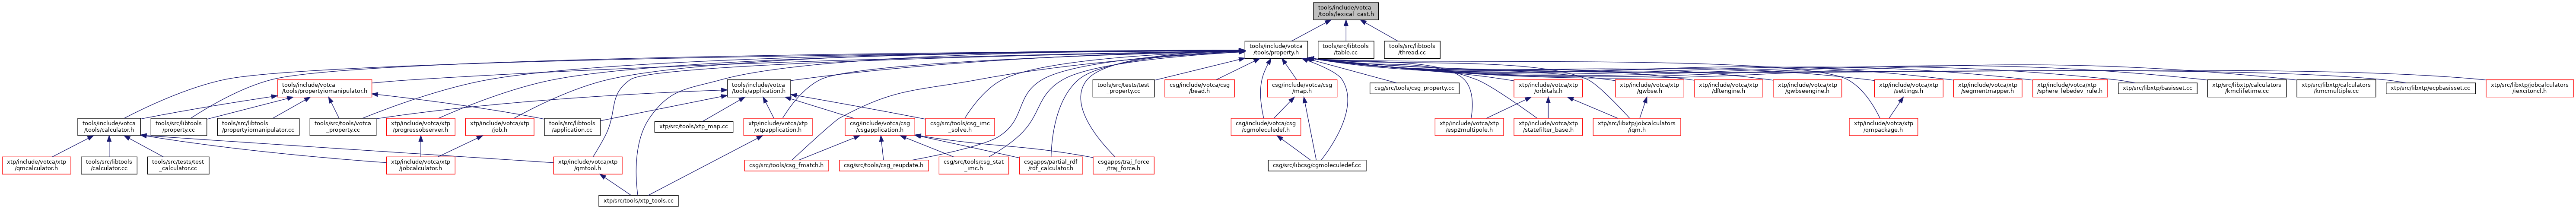 tools/include/votca
/tools/lexical_cast.h
tools/include/votca
/tools/property.h
tools/src/libtools
/table.cc
tools/src/libtools
/thread.cc
tools/include/votca
/tools/propertyiomanipulator.h
tools/include/votca
/tools/application.h
tools/src/tests/test
_property.cc
csg/include/votca/csg
/bead.h
csg/include/votca/csg
/map.h
csg/src/tools/csg_property.cc
xtp/include/votca/xtp
/orbitals.h
xtp/include/votca/xtp
/gwbse.h
xtp/include/votca/xtp
/dftengine.h
xtp/include/votca/xtp
/gwbseengine.h
xtp/include/votca/xtp
/settings.h
xtp/include/votca/xtp
/segmentmapper.h
xtp/include/votca/xtp
/sphere_lebedev_rule.h
xtp/src/libxtp/basisset.cc
xtp/src/libxtp/calculators
/kmclifetime.cc
xtp/src/libxtp/calculators
/kmcmultiple.cc
xtp/src/libxtp/ecpbasisset.cc
xtp/src/libxtp/jobcalculators
/eexcitoncl.h
tools/include/votca
/tools/calculator.h
tools/src/libtools
/property.cc
tools/src/libtools
/propertyiomanipulator.cc
tools/src/tools/votca
_property.cc
xtp/include/votca/xtp
/progressobserver.h
xtp/include/votca/xtp
/job.h
tools/src/libtools
/application.cc
xtp/src/tools/xtp_map.cc
xtp/include/votca/xtp
/xtpapplication.h
csg/include/votca/csg
/csgapplication.h
csg/src/tools/csg_imc
_solve.h
csg/include/votca/csg
/cgmoleculedef.h
xtp/include/votca/xtp
/esp2multipole.h
xtp/include/votca/xtp
/statefilter_base.h
xtp/src/libxtp/jobcalculators
/iqm.h
xtp/include/votca/xtp
/qmpackage.h
xtp/include/votca/xtp
/qmcalculator.h
tools/src/libtools
/calculator.cc
tools/src/tests/test
_calculator.cc
xtp/include/votca/xtp
/jobcalculator.h
xtp/include/votca/xtp
/qmtool.h
csg/src/tools/csg_fmatch.h
csg/src/tools/csg_reupdate.h
csg/src/tools/csg_stat
_imc.h
csgapps/partial_rdf
/rdf_calculator.h
csgapps/traj_force
/traj_force.h
csg/src/libcsg/cgmoleculedef.cc
xtp/src/tools/xtp_tools.cc